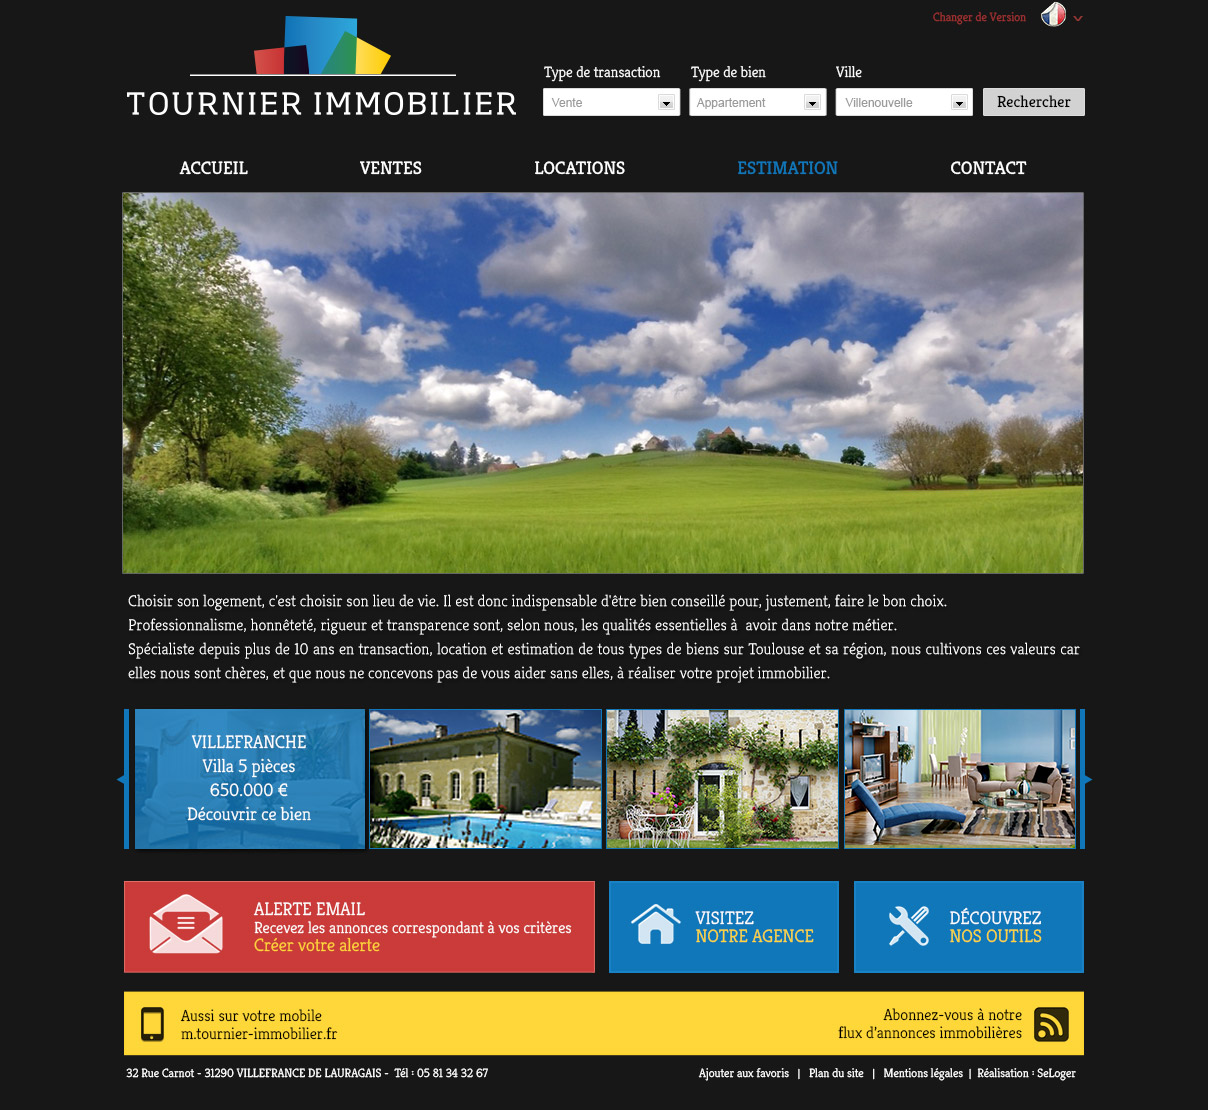 Changer de Version
TOURNIER IMMOBILIER
Type de transaction
Type de bien
Ville
Vente
Appartement
Villenouvelle
Rechercher
ACCUEIL
VENTES
LOCATIONS
ESTIMATION
CONTACT
Choisir son logement, c'est choisir son lieu de vie. Il est donc indispensable d'être bien conseillé pour, justement, faire le bon choix.
Professionnalisme, honnêteté, rigueur et transparence sont, selon nous, les qualités essentielles à avoir dans notre métier.
Spécialiste depuis plus de 10 ans en transaction, location et estimation de tous types de biens sur Toulouse et sa région, nous cultivons ces valeurs car
elles nous sont chères, et que nous ne concevons pas de vous aider sans elles, à réaliser votre projet immobilier.
VILLEFRANCHE
Villa 5 pièces
650.000 €
Découvrir ce bien
ALERTE EMAIL
Recevez les annonces correspondant à vos critères
Créer votre alerte
VISITEZ
NOTRE AGENCE
DÉCOUVREZ
NOS OUTILS
Aussi sur votre mobile
m.tournier-immobilier.fr
Abonnez-vous à notre
flux d'annonces immobilières
32 Rue Carnot - 31290 VILLEFRANCE DE LAURAGAIS - Tél : 05 81 34 32 67
Ajouter aux favoris | Plan du site | Mentions légales | Réalisation : SeLoger